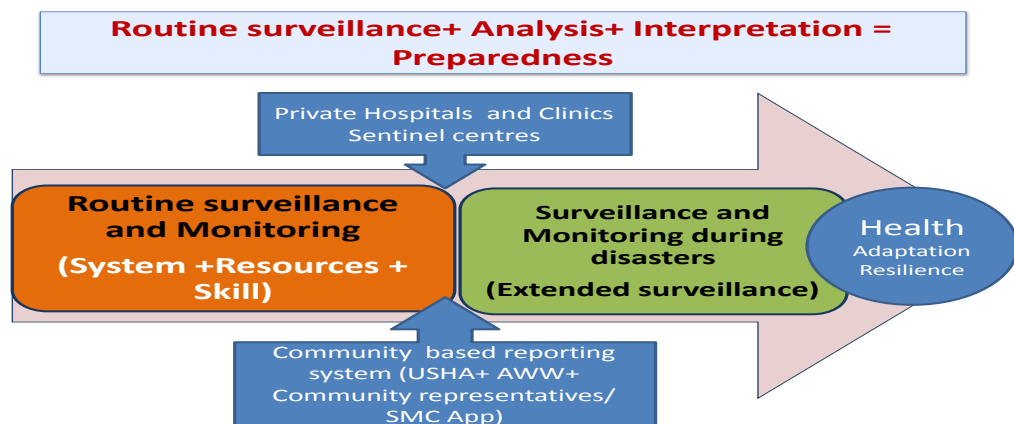 Routine surveillance+ Analysis+ Interpretation =
Preparedness
Private Hospitals and Clinics
Sentinel centres
Routine surveillance
and Monitoring
(System +Resources +
Skill)
Surveillance and
Monitoring during
disasters
(Extended surveillance)
Health
Adaptation
Resilience
Community based reporting
system (USHA+ AWW+
Community representatives/
SMC App)